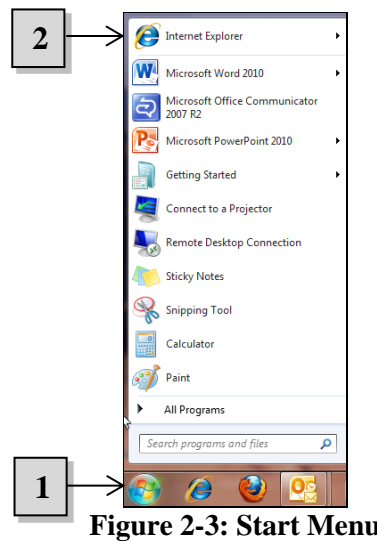 2
Internet Explorer
Microsoft Word 2010
Microsoft Office Communicator
2007 R2
Microsoft PowerPoint 2010
Getting Started
Connect to a Projector
Remote Desktop Connection
Sticky Notes
Snipping Tool
Calculator
Paint
All Programs
Search programs and files
1
Figure 2-3: Start Menu